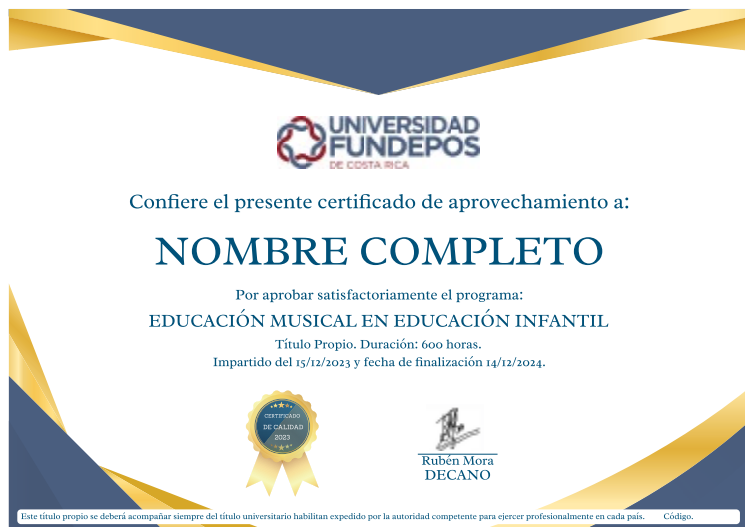 UNIVERSIDAD
FUNDEPOS
DE COSTA RICA
Confiere el presente certificado de aprovechamiento a:
NOMBRE COMPLETO
Por aprobar satisfactoriamente el programa:
EDUCACIÓN MUSICAL EN EDUCACIÓN INFANTIL
Título Propio. Duración: 600 horas.
Impartido del 15/12/2023 y fecha de finalización 14/12/2024.
CERTIFICADO
DE CALIDAD
2023
Rubén Mora
DECANO
Este título propio se deberá acompañar siempre del título universitario habilitan expedido por la autoridad competente para ejercer profesionalmente en cada país. Código.